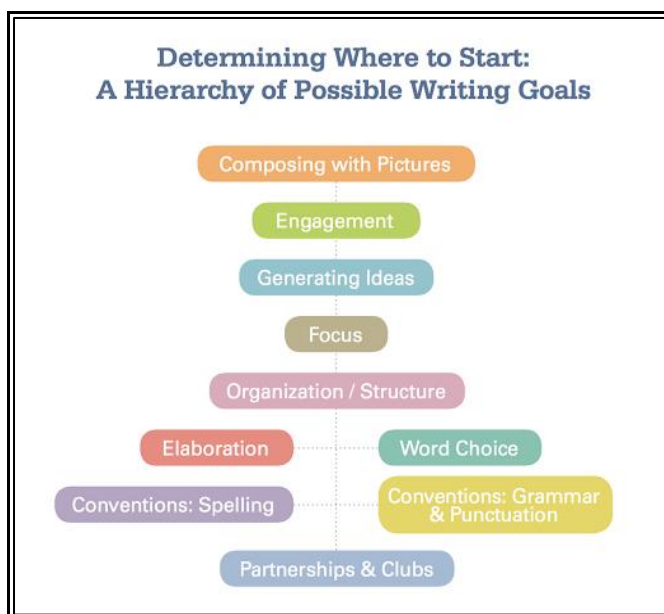 Determining Where to Start:
A Hierarchy of Possible Writing Goals
Composing with Pictures
Engagement
Generating Ideas
Focus
Organization / Structure
Elaboration
Word Choice
Conventions: Spelling
Conventions: Grammar
& Punctuation
Partnerships & Clubs